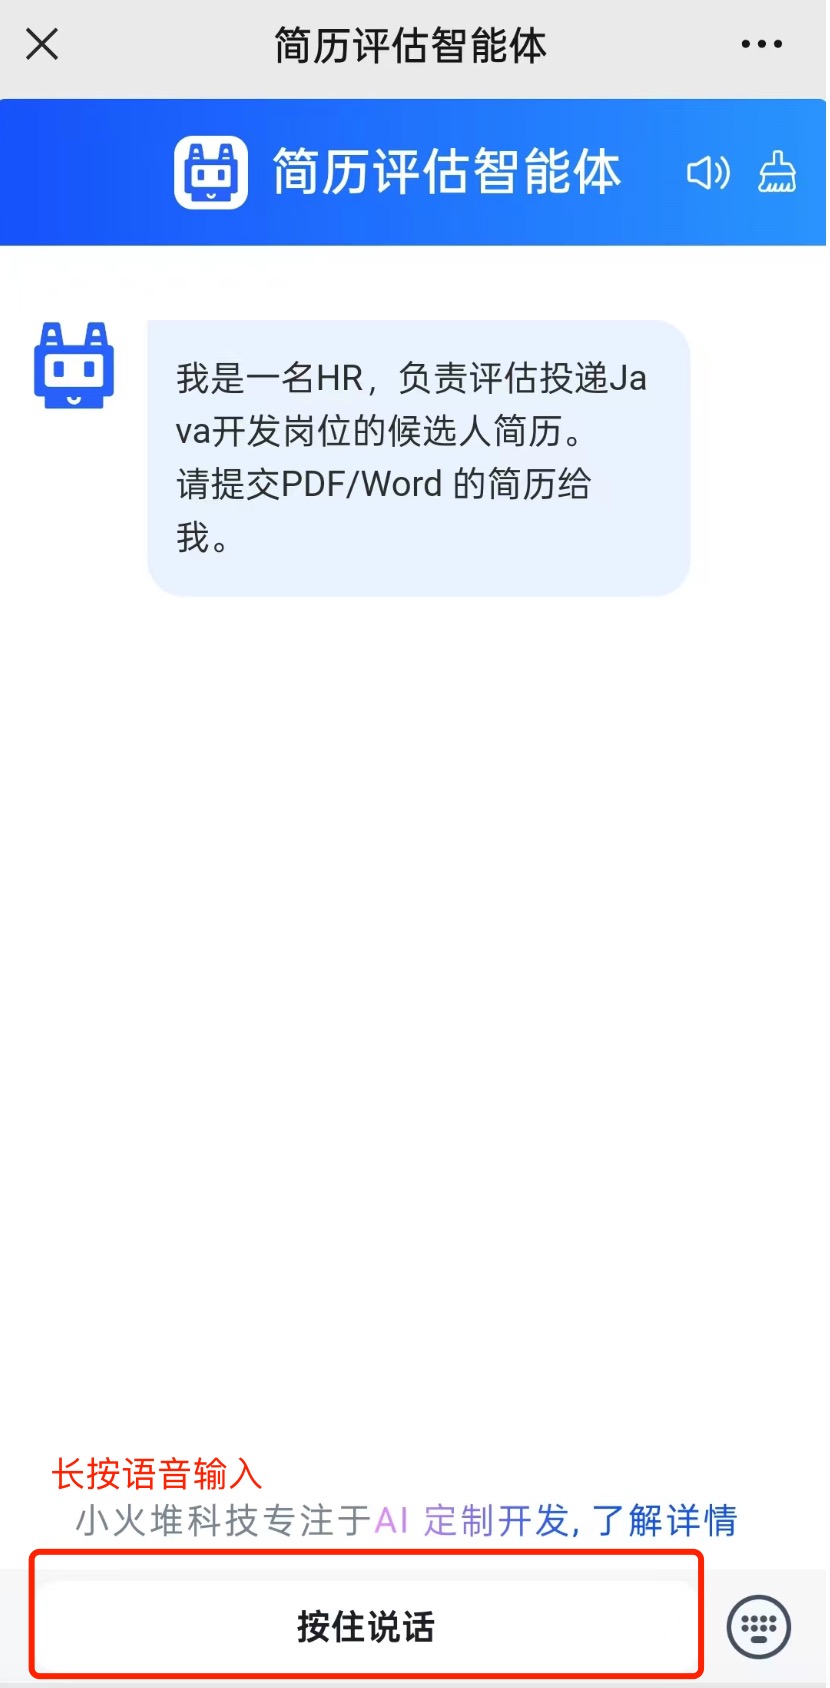 简历评估智能体
简历评估智能体
我是一名HR，负责评估投递Ja
va开发岗位的候选人简历。
请提交PDF/Word 的简历给
我。
长按语音输入
小火堆科技专注于AI 定制开发, 了解详情
按住说话